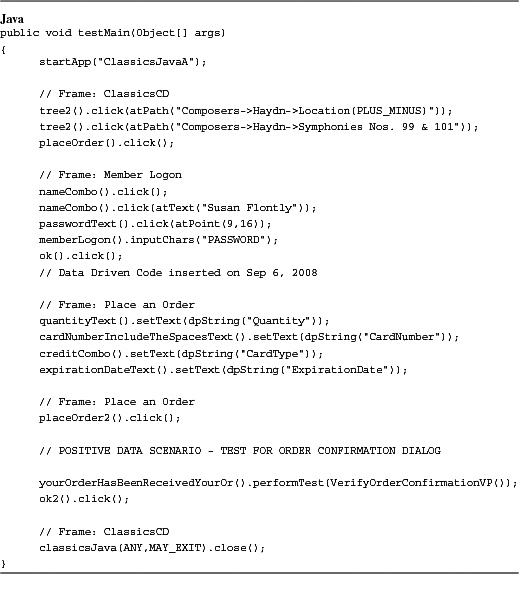 Java
public void testMain(Object[] args)
{
startApp("ClassicsJavaA");
// Frame: ClassicsCD
tree2().click(atPath("Composers->Haydn->Location(PLUS_MINUS)"));
tree2().click(atPath("Composers->Haydn->Symphonies Nos. 99 & 101"));
placeOrder().click();
// Frame: Member Logon
nameCombo().click();
nameCombo().click(atText("Susan Flontly"));
passwordText().click(atPoint(9,16));
memberLogon().inputChars("PASSWORD");
ok().click();
// Data Driven Code inserted on Sep 6, 2008
// Frame: Place an Order
quantityText().setText(dpString("Quantity"));
cardNumberIncludeTheSpacesText().setText(dpString("CardNumber"));
creditCombo().setText(dpString("CardType"));
expirationDateText().setText(dpString("ExpirationDate"));
// Frame: Place an Order
placeOrder2().click();
// POSITIVE DATA SCENARIO - TEST FOR ORDER CONFIRMATION DIALOG
yourOrderHasBeenReceivedYourOr().performTest(VerifyOrderConfirmationVP());
ok2().click();
// Frame: ClassicsCD
classicsJava(ANY,MAY_EXIT).close();
}